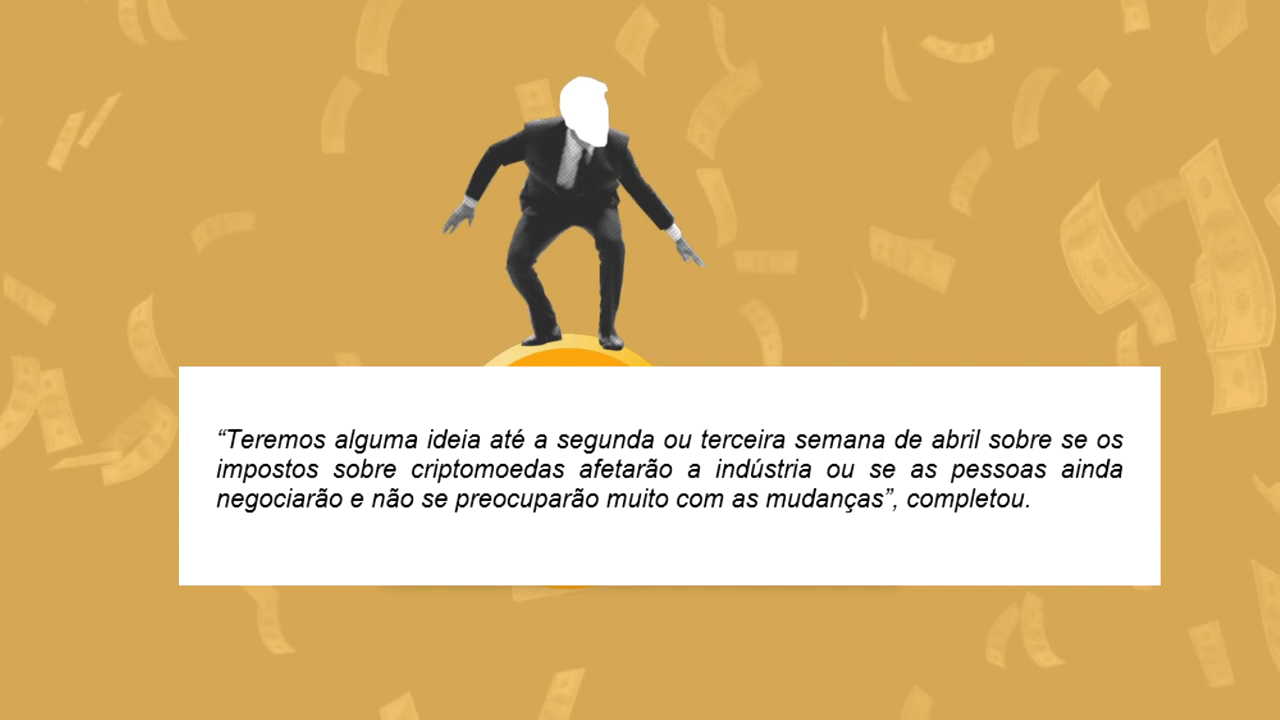 “Teremos alguma ideia até a segunda ou terceira semana de abril sobre se os
impostos sobre criptomoedas afetarão a indústria ou se as pessoas ainda
negociarão e não se preocuparão muito com as mudanças”, completou.